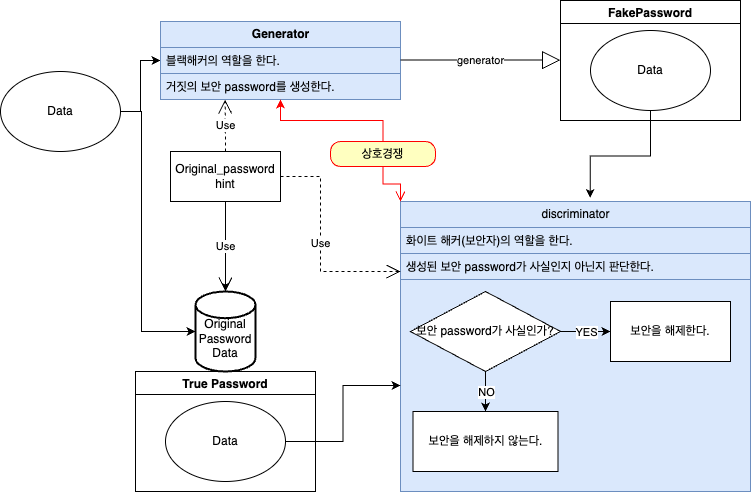 Generator
블랙해커의 역할을 한다.
거짓의 보안 password를 생성한다.
FakePassword
Data
generator
Data
Use
상호경쟁
Original_password
hint
Use
Use
discriminator
화이트 해커(보안자)의 역할을 한다.
생성된 보안 password가 사실인지 아닌지 판단한다.
보안 password가 사실인가?
YES
보안을 해제한다.
NO
보안을 해제하지 않는다.
Original
Password
Data
True Password
Data